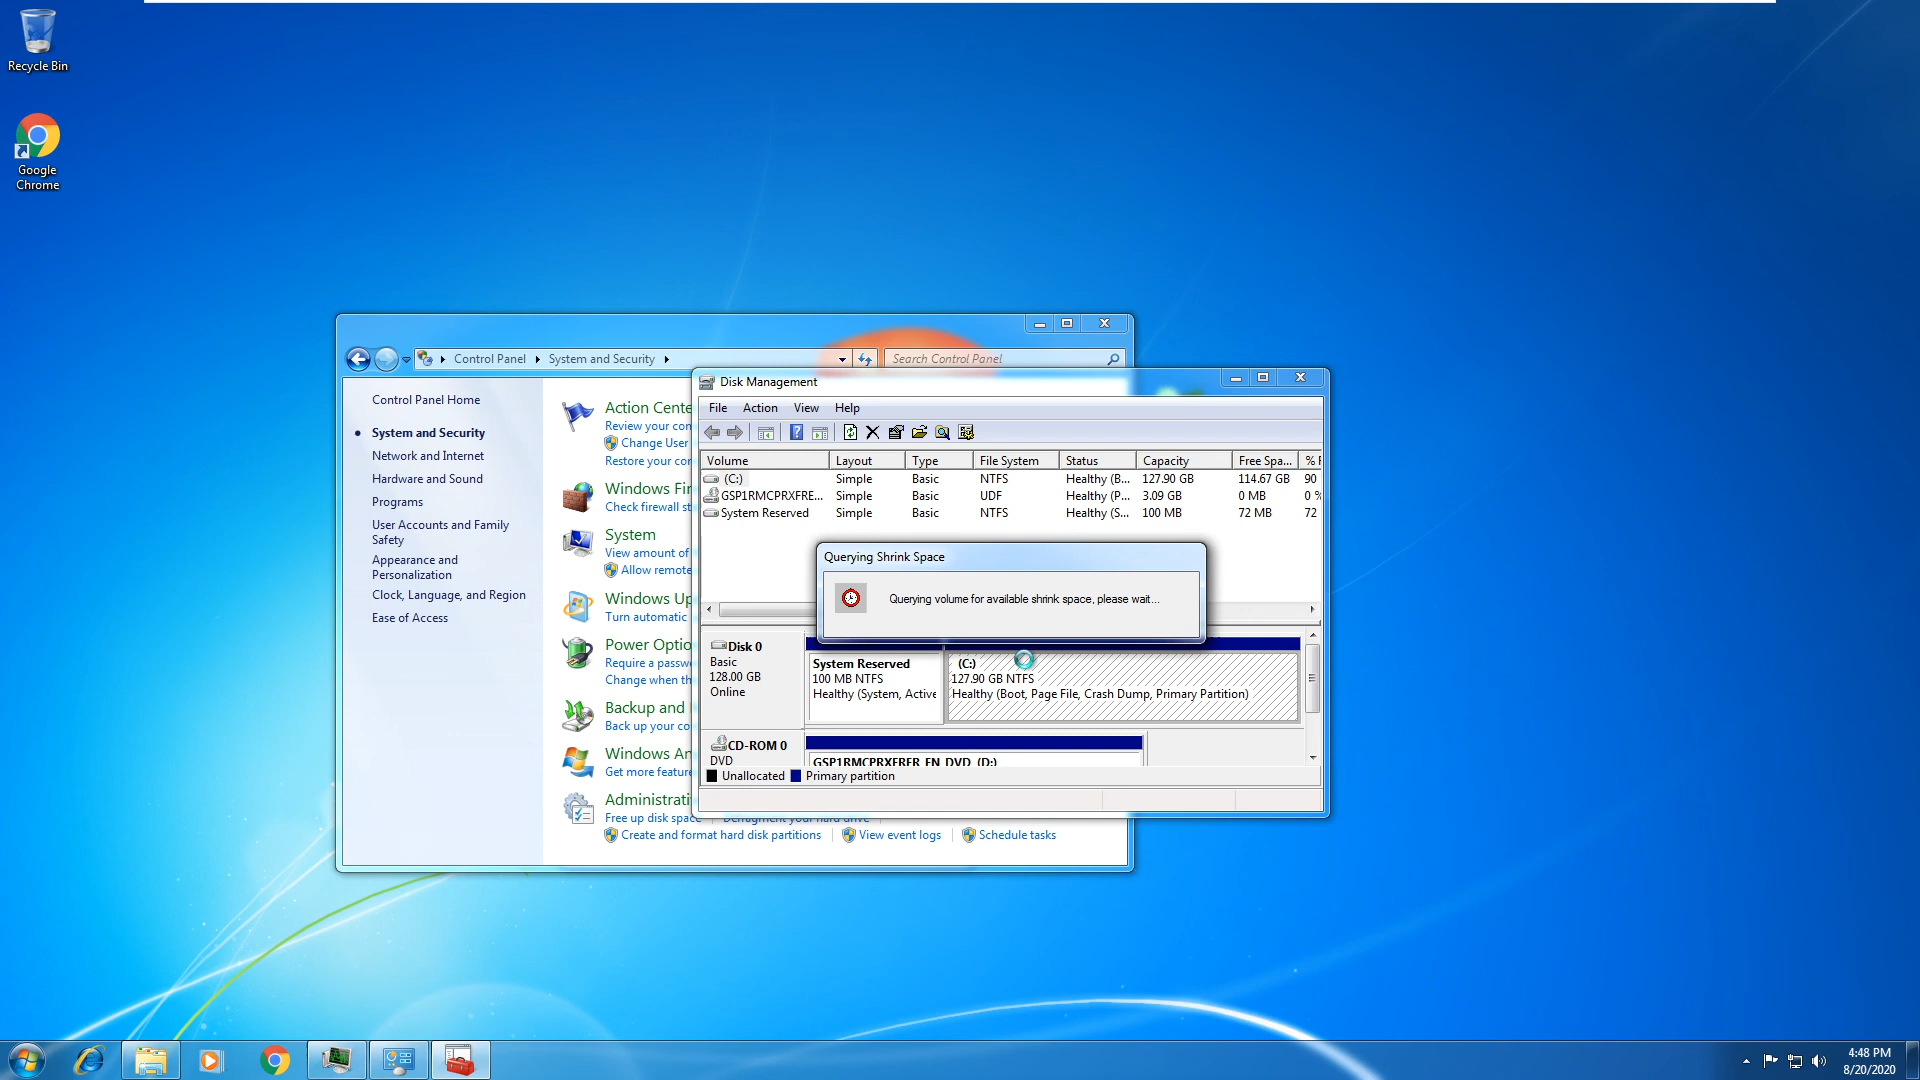 Recycle Bin
Google
Chrome
Control Panel
System and Security
Search Control Panel
Control Panel Home
System and Security
Network and Internet
Hardware and Sound
Programs
User Accounts and Family
Safety
Appearance and
Personalization
Clock, Language, and Region
Ease of Access
Action Cente
Review your con
Change User
Restore your cor
Windows Fir
Check firewall st
System
View amount of
Allow remote
Windows Up
Turn automatic
Power Optio
Require a passw
Change when th
Backup and
Back up your co
Windows An
Get more feature
Administrati
Free up disk space
Defragment your hard drive
Create and format hard disk partitions
View event logs
Schedule tasks
Disk Management
File Action View Help
Volume Layout Type File System Status Capacity Free Spa... % F
(C:) Simple Basic NTFS Healthy (B... 127.90 GB 114.67 GB 90
GSP1RMCPRXFRE... Simple Basic UDF Healthy (P... 3.09 GB 0 MB 0 %
System Reserved Simple Basic NTFS Healthy (S... 100 MB 72 MB 72
Querying Shrink Space
Querying volume for available shrink space, please wait...
Disk 0
Basic
128.00 GB
Online
System Reserved
100 MB NTFS
Healthy (System, Active
(C:)
127.90 GB NTFS
Healthy (Boot, Page File, Crash Dump, Primary Partition)
CD-ROM 0
DVD
GSP1RMCPRXFRER_EN_DVD (D:)
Unallocated Primary partition
4:48 PM
8/20/2020